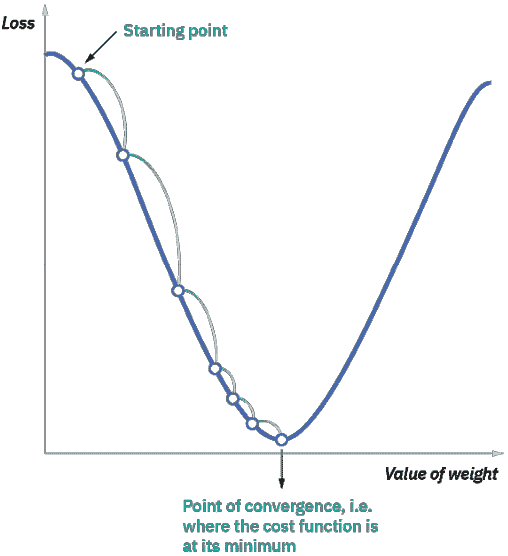 Loss
Starting point
Value of weight
Point of convergence, i.e.
where the cost function is
at its minimum